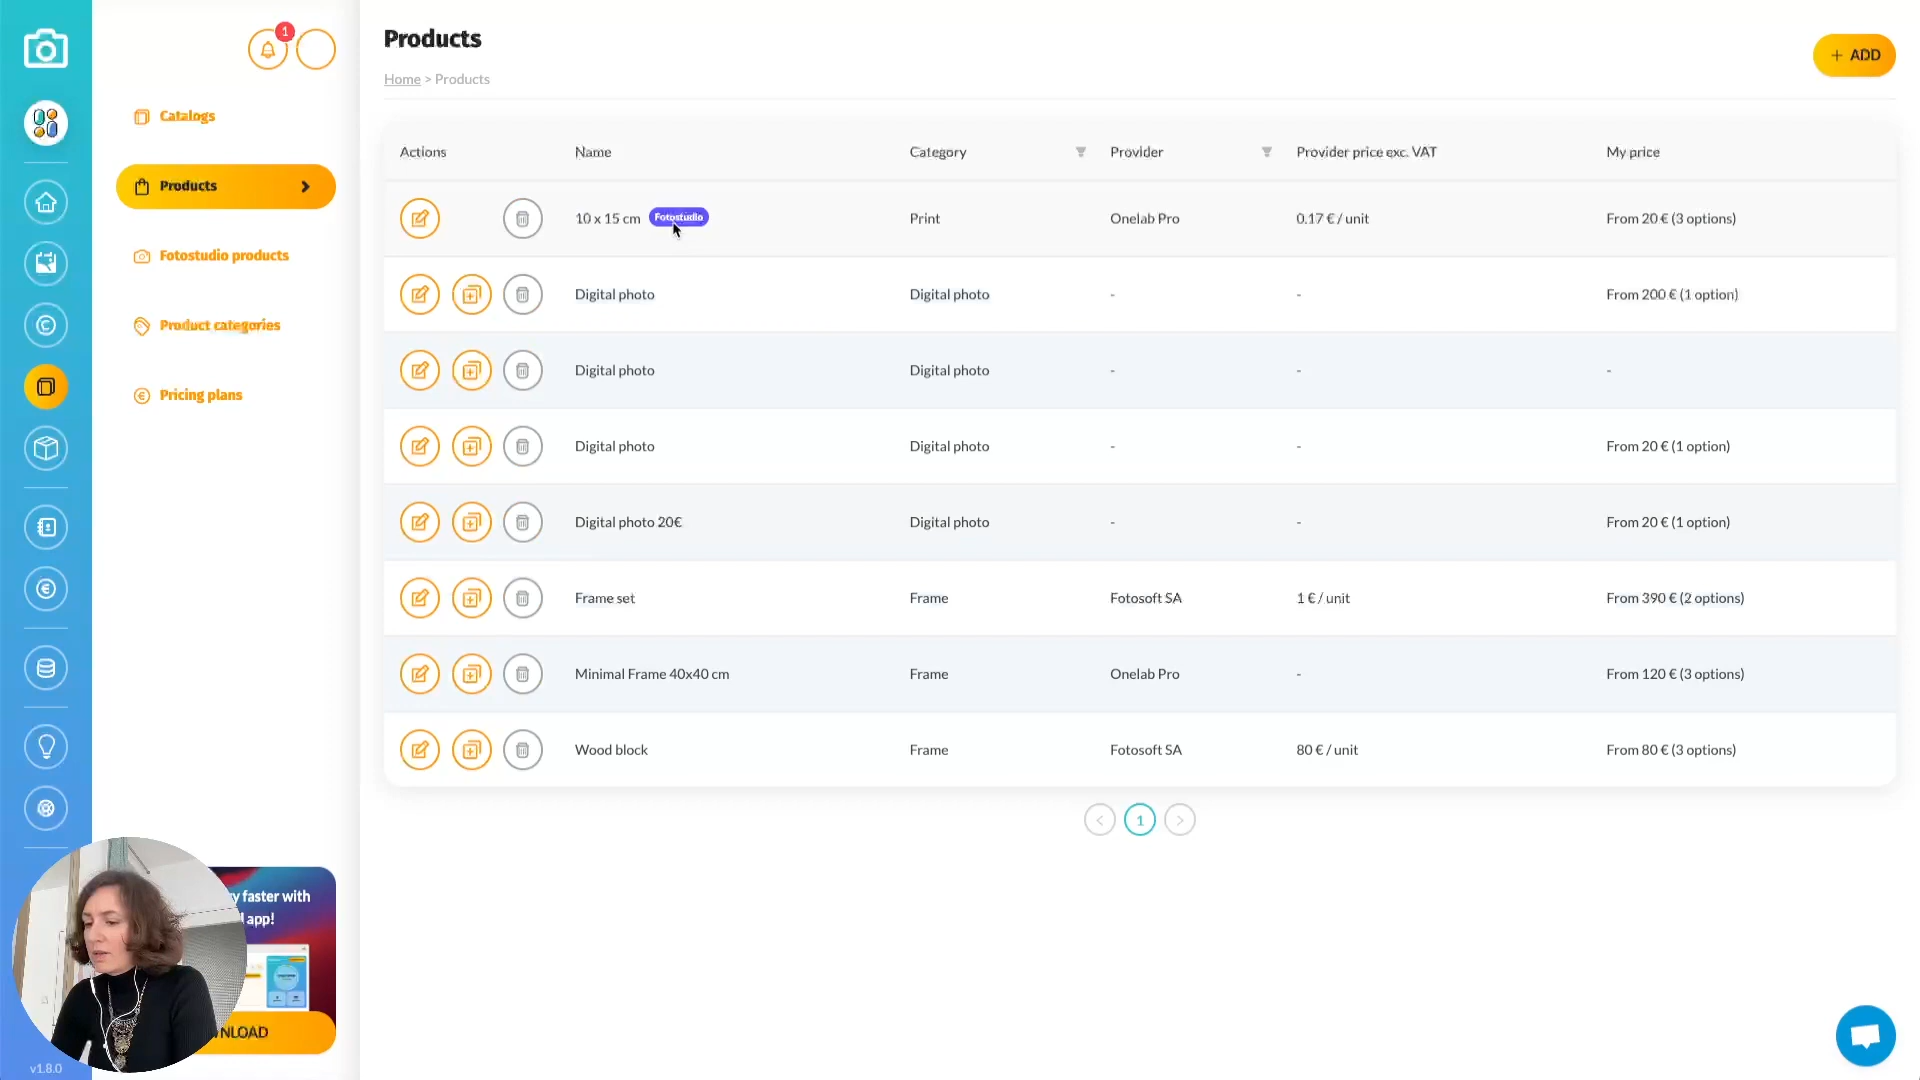 1
Catalogs
Products
Fotostudio products
Product categories
Pricing plans
y faster with
app!
NLOAD
v1.8.0
Products
Home > Products
+ ADD
Actions Name Category Provider Provider price exc. VAT My price
10 x 15 cm Fotostudio Print Onelab Pro 0.17 € / unit From 20 € (3 options)
Digital photo Digital photo - - From 200 € (1 option)
Digital photo Digital photo - - -
Digital photo Digital photo - - From 20 € (1 option)
Digital photo 20€ Digital photo - - From 20 € (1 option)
Frame set Frame Fotosoft SA 1 € / unit From 390 € (2 options)
Minimal Frame 40x40 cm Frame Onelab Pro - From 120 € (3 options)
Wood block Frame Fotosoft SA 80 € / unit From 80 € (3 options)
< 1 >